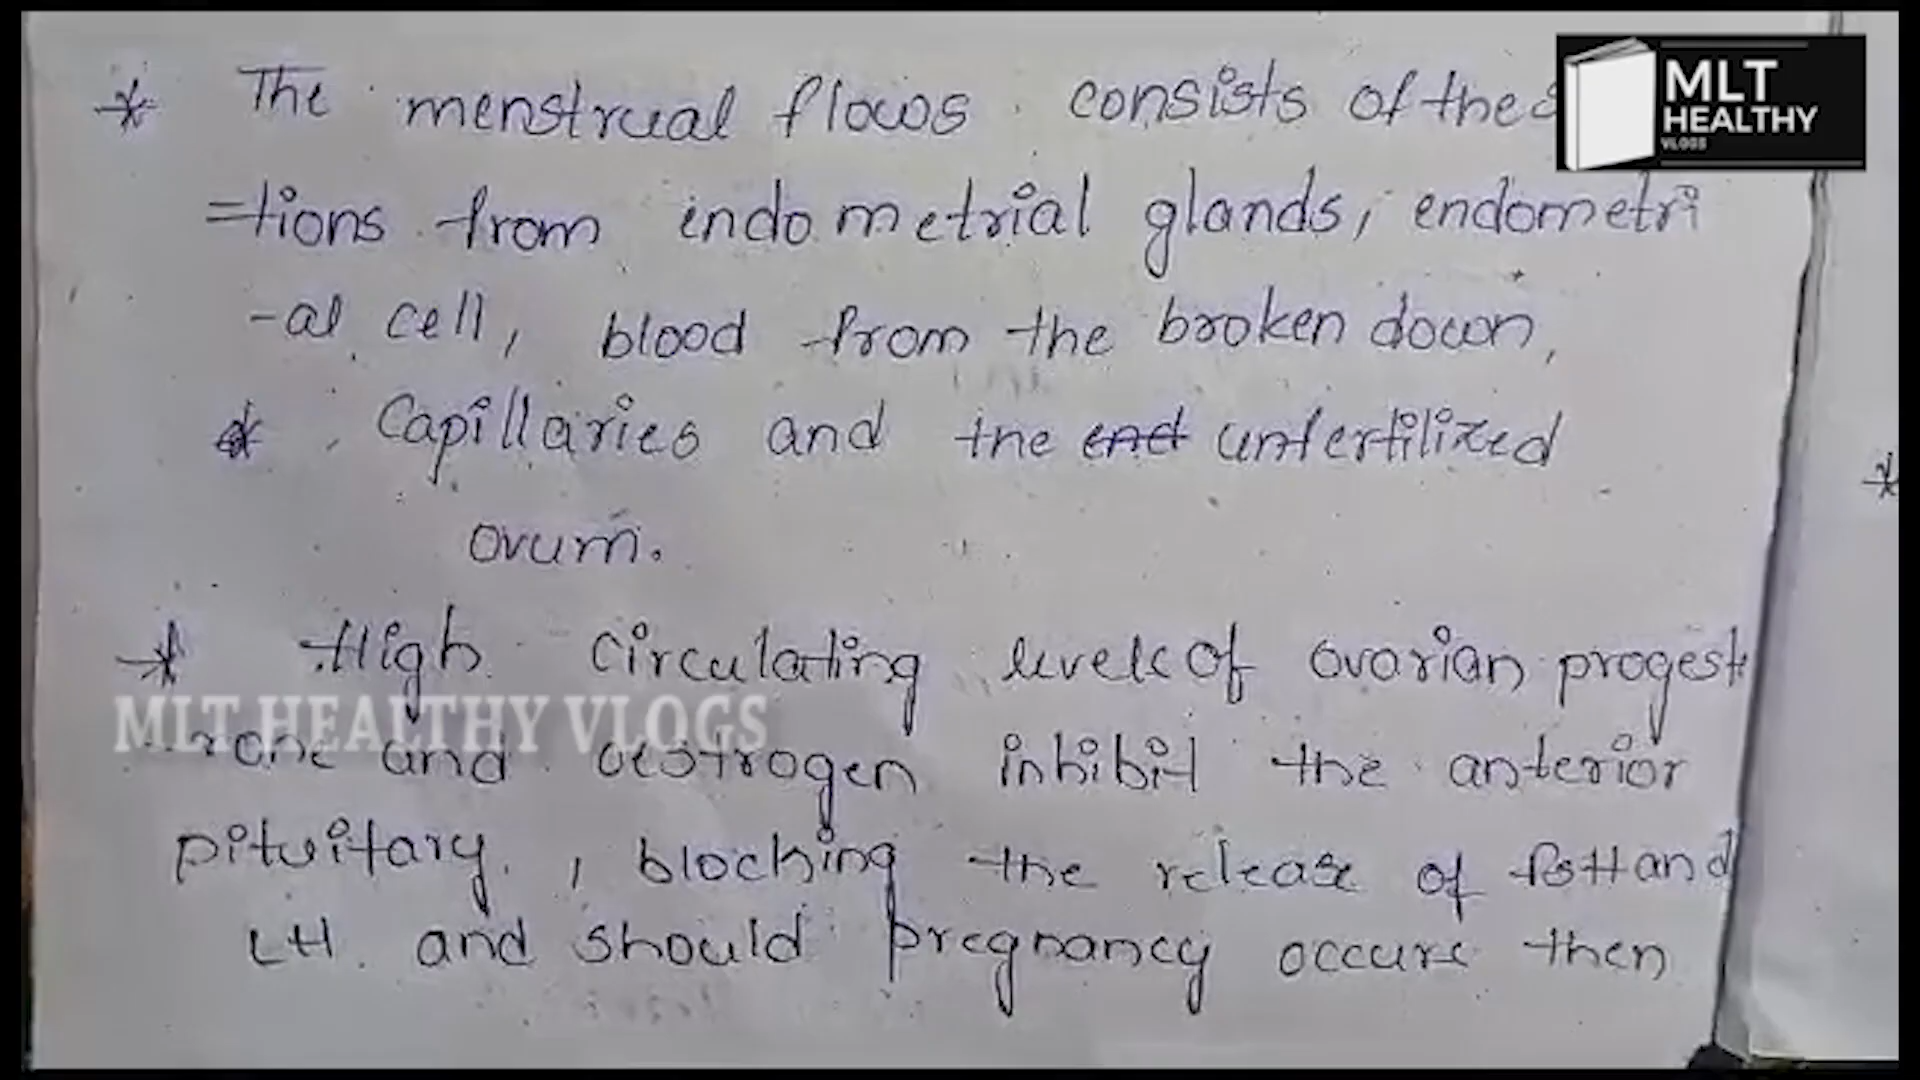 * The menstrual flows consists of the s
=tions from endometrial glands, endometri
-al cell, blood from the broken down,
* Capillaries and the end unfertilized
ovum.
* High circulating levels of ovarian progest
-rone and oestrogen inhibit the anterior
pituitary, blocking the release of FSH and
LH. and should pregnancy occure then
*
MLT
HEALTHY
VLOGS
MLT HEALTHY VLOGS